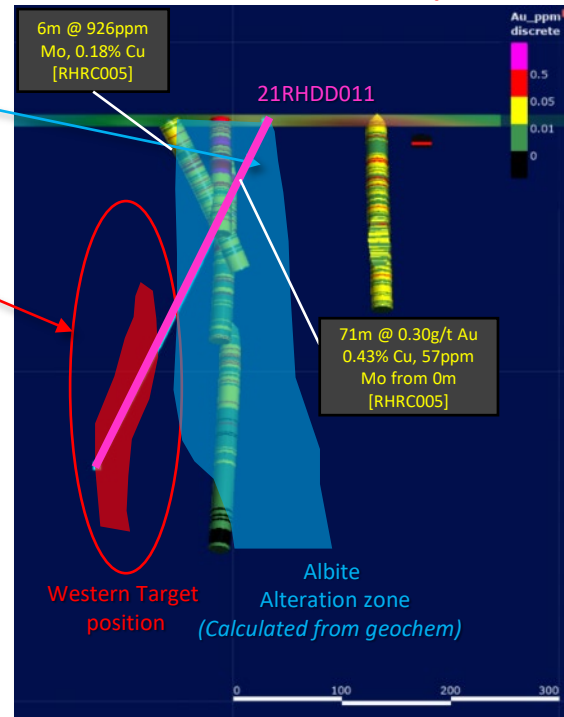 Au_ppm
discrete
0.5
0.05
0.01
0
6m @ 926ppm
Mo, 0.18% Cu
[RHRC005]
21RHDD011
71m @ 0.30g/t Au
0.43% Cu, 57ppm
Mo from 0m
[RHRC005]
Western Target
position
Albite
Alteration zone
(Calculated from geochem)
0 100 200 300